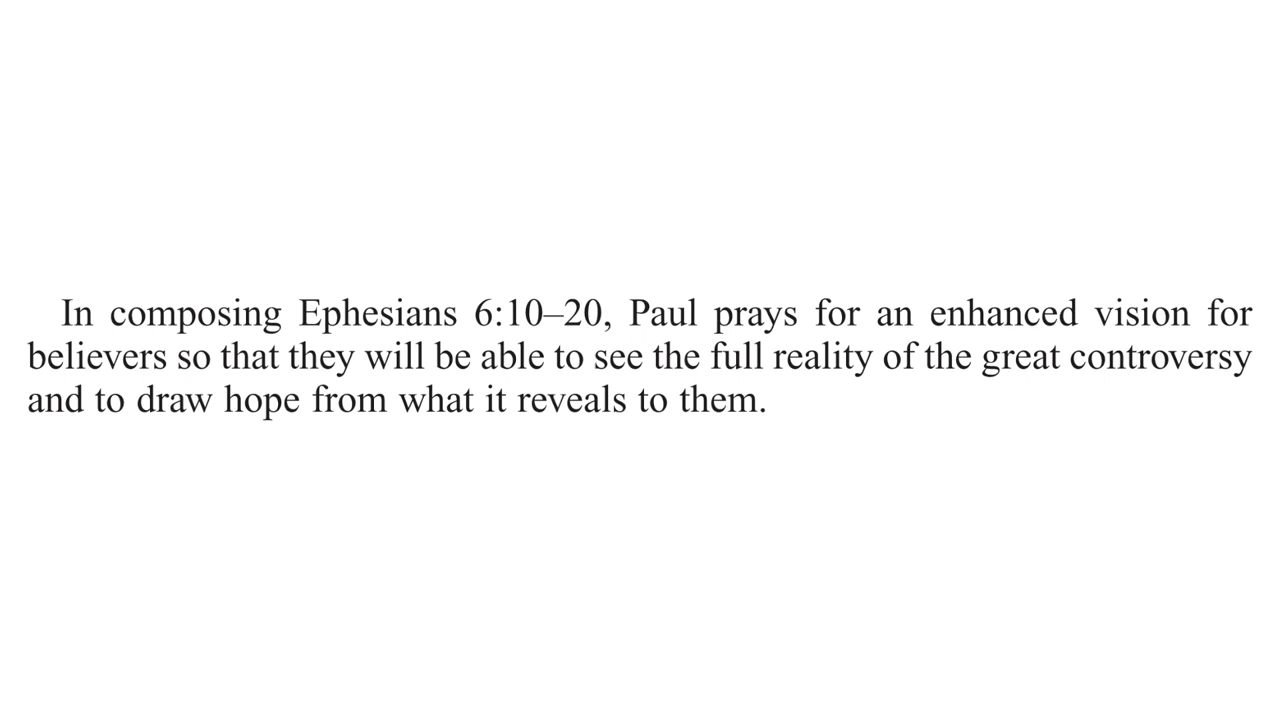 In composing Ephesians 6:10–20, Paul prays for an enhanced vision for
believers so that they will be able to see the full reality of the great controversy
and to draw hope from what it reveals to them.